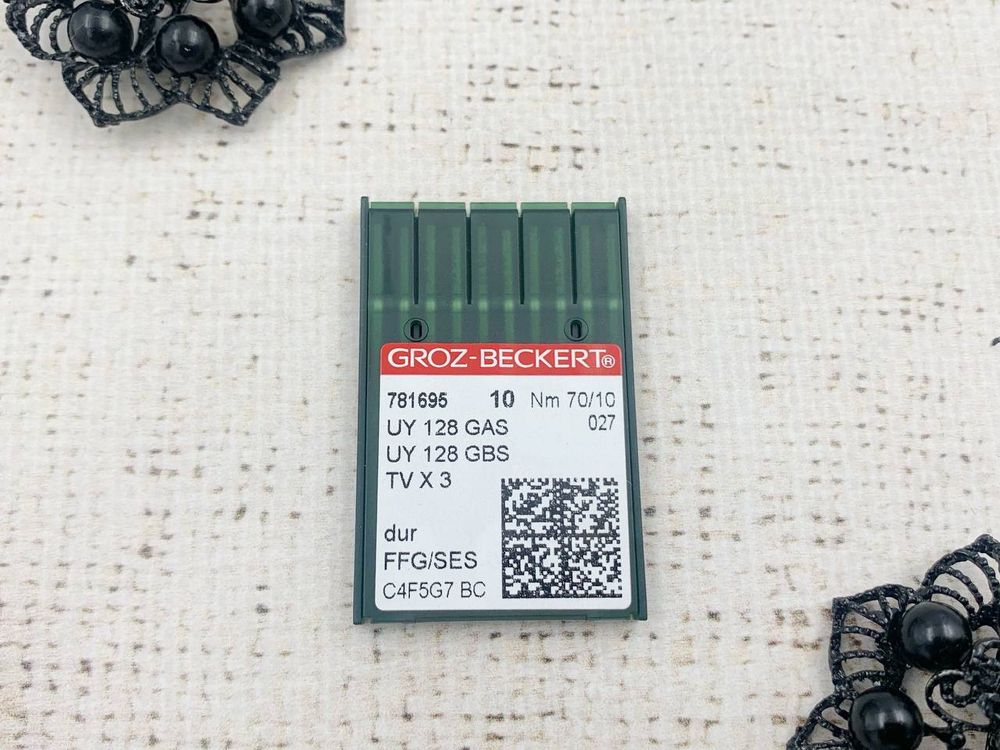 GROZ-BECKERT®
781695 10 Nm 70/10
027
UY 128 GAS
UY 128 GBS
TV X 3
dur
FFG/SES
C4F5G7 BC